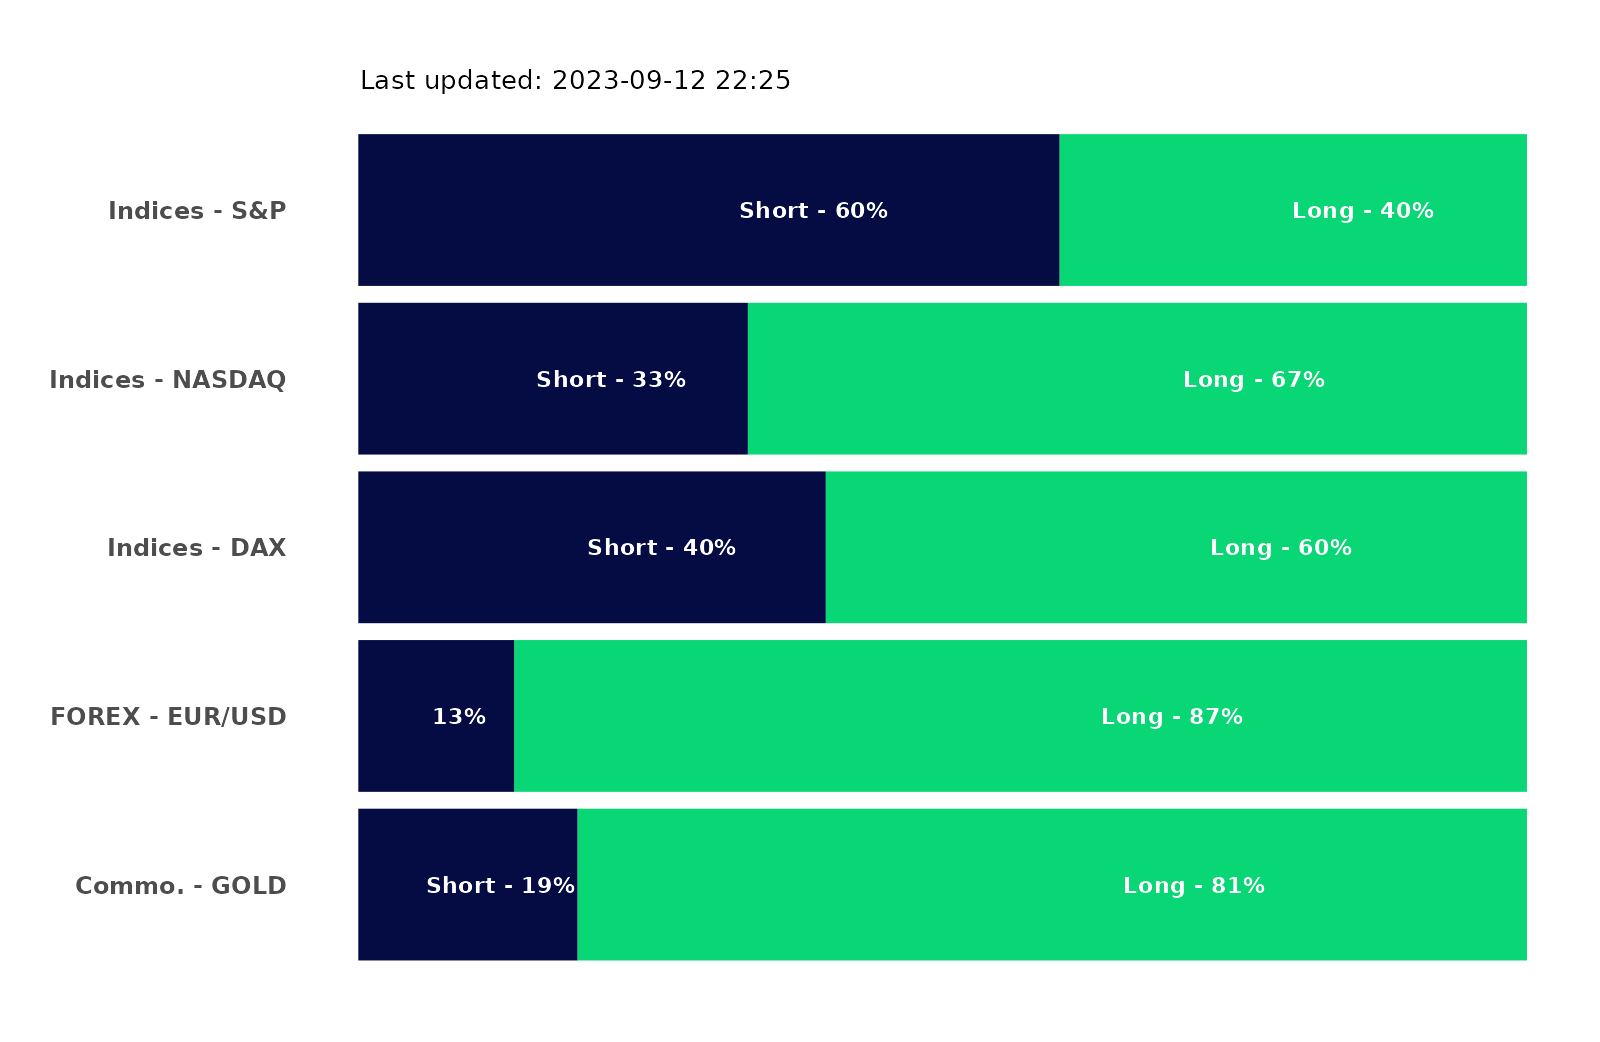 Last updated: 2023-09-12 22:25
Indices - S&P Short - 60% Long - 40%
Indices - NASDAQ Short - 33% Long - 67%
Indices - DAX Short - 40% Long - 60%
FOREX - EUR/USD 13% Long - 87%
Commo. - GOLD Short - 19% Long - 81%